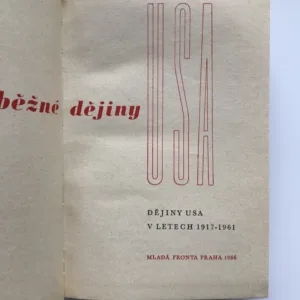 běžné dějiny
USA
DĚJINY USA
V LETECH 1917-1961
MLADÁ FRONTA PRAHA 1966